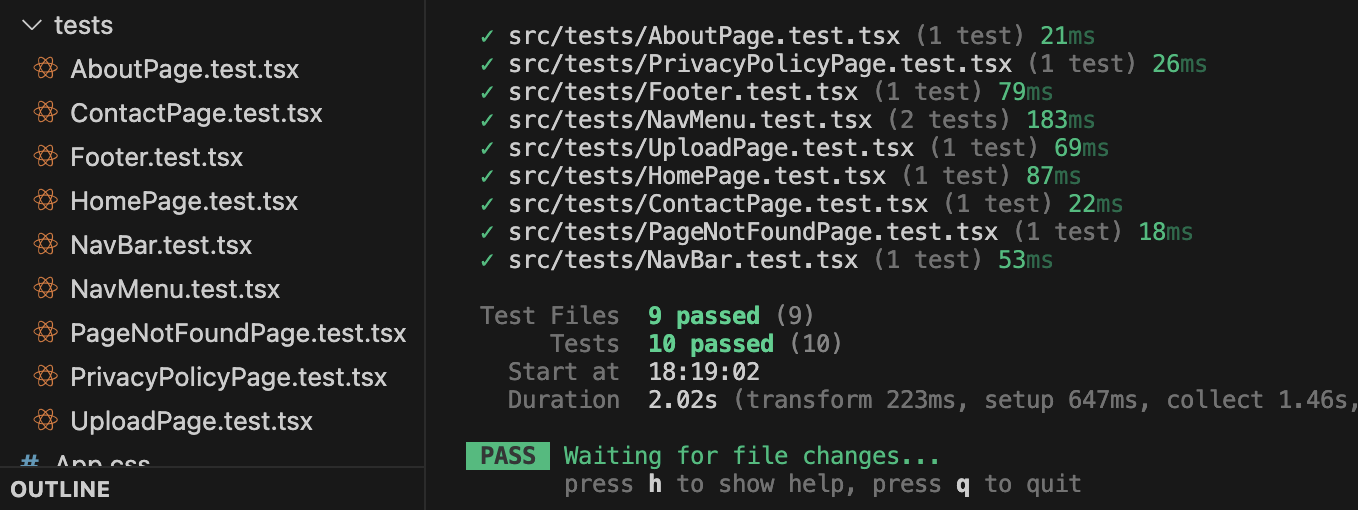 tests
AboutPage.test.tsx
ContactPage.test.tsx
Footer.test.tsx
HomePage.test.tsx
NavBar.test.tsx
NavMenu.test.tsx
PageNotFoundPage.test.tsx
PrivacyPolicyPage.test.tsx
UploadPage.test.tsx
# App.css
OUTLINE
✓ src/tests/AboutPage.test.tsx (1 test) 21ms
✓ src/tests/PrivacyPolicyPage.test.tsx (1 test) 26ms
✓ src/tests/Footer.test.tsx (1 test) 79ms
✓ src/tests/NavMenu.test.tsx (2 tests) 183ms
✓ src/tests/UploadPage.test.tsx (1 test) 69ms
✓ src/tests/HomePage.test.tsx (1 test) 87ms
✓ src/tests/ContactPage.test.tsx (1 test) 22ms
✓ src/tests/PageNotFoundPage.test.tsx (1 test) 18ms
✓ src/tests/NavBar.test.tsx (1 test) 53ms
Test Files 9 passed (9)
Tests 10 passed (10)
Start at 18:19:02
Duration 2.02s (transform 223ms, setup 647ms, collect 1.46s,
PASS Waiting for file changes...
press h to show help, press q to quit